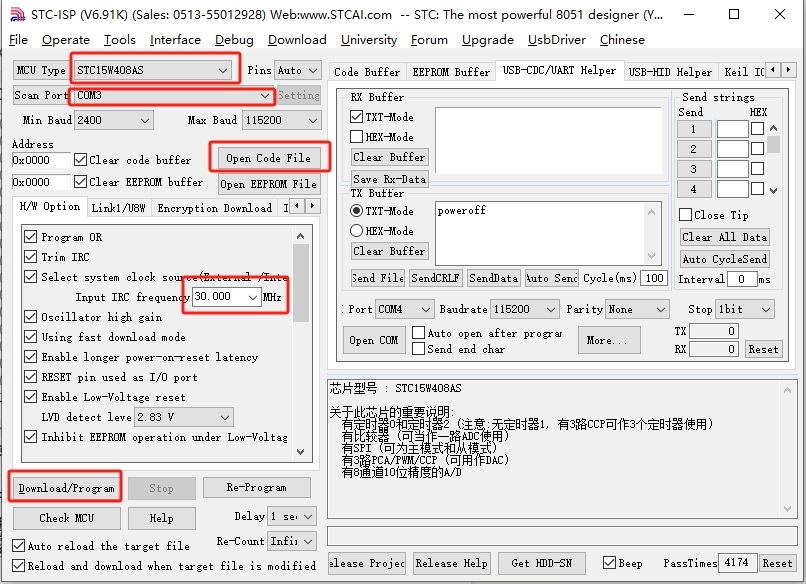 STC-ISP (V6.91K) (Sales: 0513-55012928) Web:www.STCAI.com -- STC: The most powerful 8051 designer (Y...
File Operate Tools Interface Debug Download University Forum Upgrade UsbDriver Chinese
MCU Type STC15W408AS Pins Auto
Scan Port COM3 Setting
Min Baud 2400 Max Baud 115200
Address
0x0000 Clear code buffer Open Code File
0x0000 Clear EEPROM buffer Open EEPROM File
H/W Option Link1/U8W Encryption Download I
Program OR
Trim IRC
Select system clock source(External /Inte
Input IRC frequency 30.000 MHz
Oscillator high gain
Using fast download mode
Enable longer power-on-reset latency
RESET pin used as I/O port
Enable Low-Voltage reset
LVD detect leve 2.83 V
Inhibit EEPROM operation under Low-Voltag
Download/Program Stop Re-Program
Check MCU Help Delay 1 sec
Auto reload the target file Re-Count Infi
Reload and download when target file is modified
Code Buffer EEPROM Buffer USB-CDC/UART Helper USB-HID Helper Keil IC
RX Buffer
TXT-Mode
HEX-Mode
Clear Buffer
Save Rx-Data
TX Buffer
TXT-Mode poweroff
HEX-Mode
Clear Buffer
Send File SendCRLF SendData Auto Send Cycle(ms) 100
Send strings
Send HEX
1
2
3
4
Close Tip
Clear All Data
Auto CycleSend
Interval 0 ms
Port COM4 Baudrate 115200 Parity None Stop 1bit
Open COM Auto open after progra More... TX 0
Send end char RX 0 Reset
芯片型号 : STC15W408AS
关于此芯片的重要说明:
有定时器0和定时器2 (注意:无定时器1, 有3路CCP可作3个定时器使用)
有比较器 (可当作一路ADC使用)
有SPI (可为主模式和从模式)
有3路PCA/PWM/CCP (可用作DAC)
有8通道10位精度的A/D
elease Projec Release Help Get HDD-SN Beep PassTimes 4174 Reset